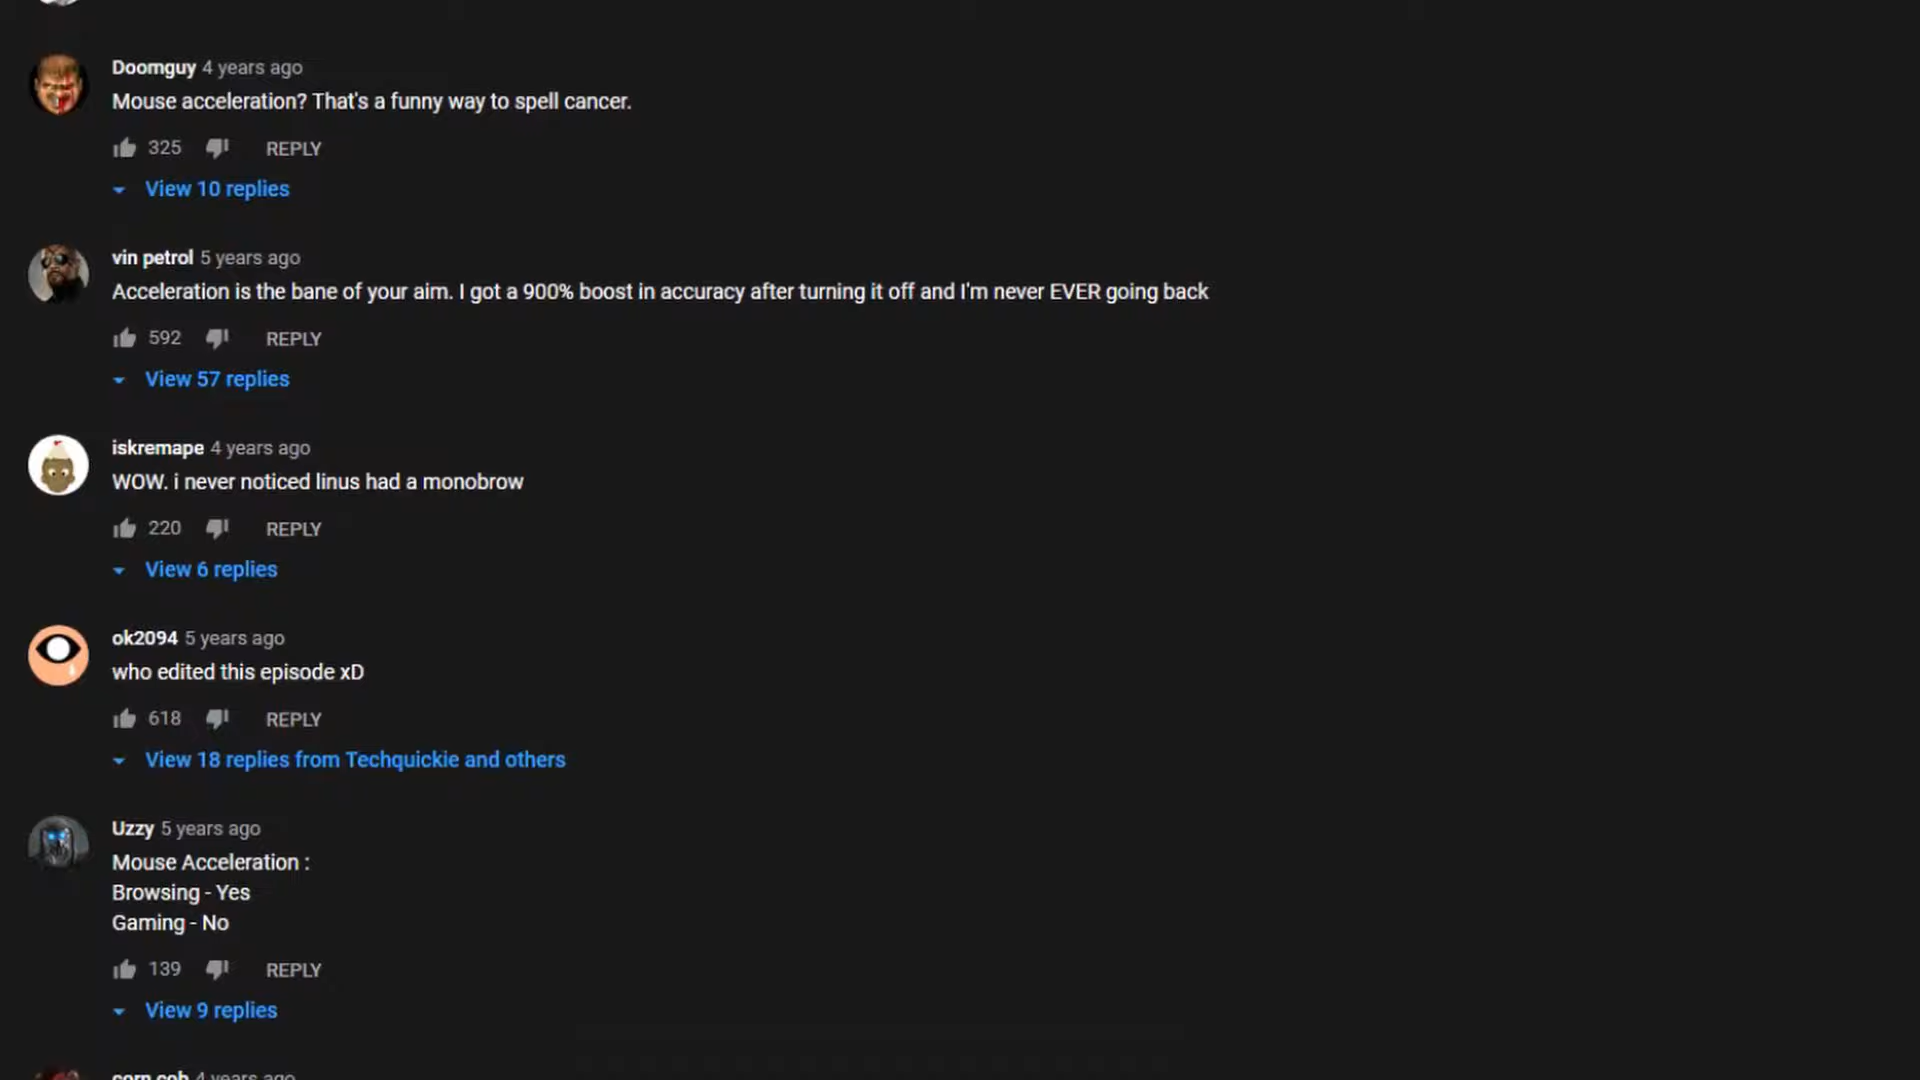 Doomguy 4 years ago
Mouse acceleration? That's a funny way to spell cancer.
325 REPLY
View 10 replies
vin petrol 5 years ago
Acceleration is the bane of your aim. I got a 900% boost in accuracy after turning it off and I'm never EVER going back
592 REPLY
View 57 replies
iskremape 4 years ago
WOW. i never noticed linus had a monobrow
220 REPLY
View 6 replies
ok2094 5 years ago
who edited this episode xD
618 REPLY
View 18 replies from Techquickie and others
Uzzy 5 years ago
Mouse Acceleration :
Browsing - Yes
Gaming - No
139 REPLY
View 9 replies
corn cob 4 years ago